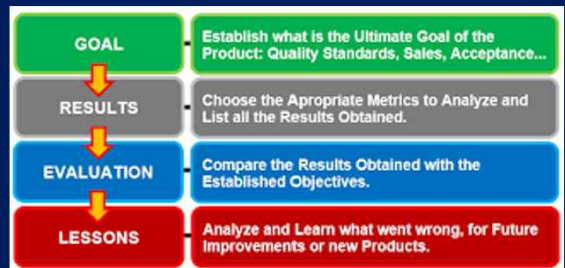 GOAL
Establish what is the Ultimate Goal of the
Product: Quality Standards, Sales, Acceptance...
RESULTS
Choose the Apropriate Metrics to Analyze and
List all the Results Obtained.
EVALUATION
Compare the Results Obtained with the
Established Objectives.
LESSONS
Analyze and Learn what went wrong, for Future
Improvements or new Products.